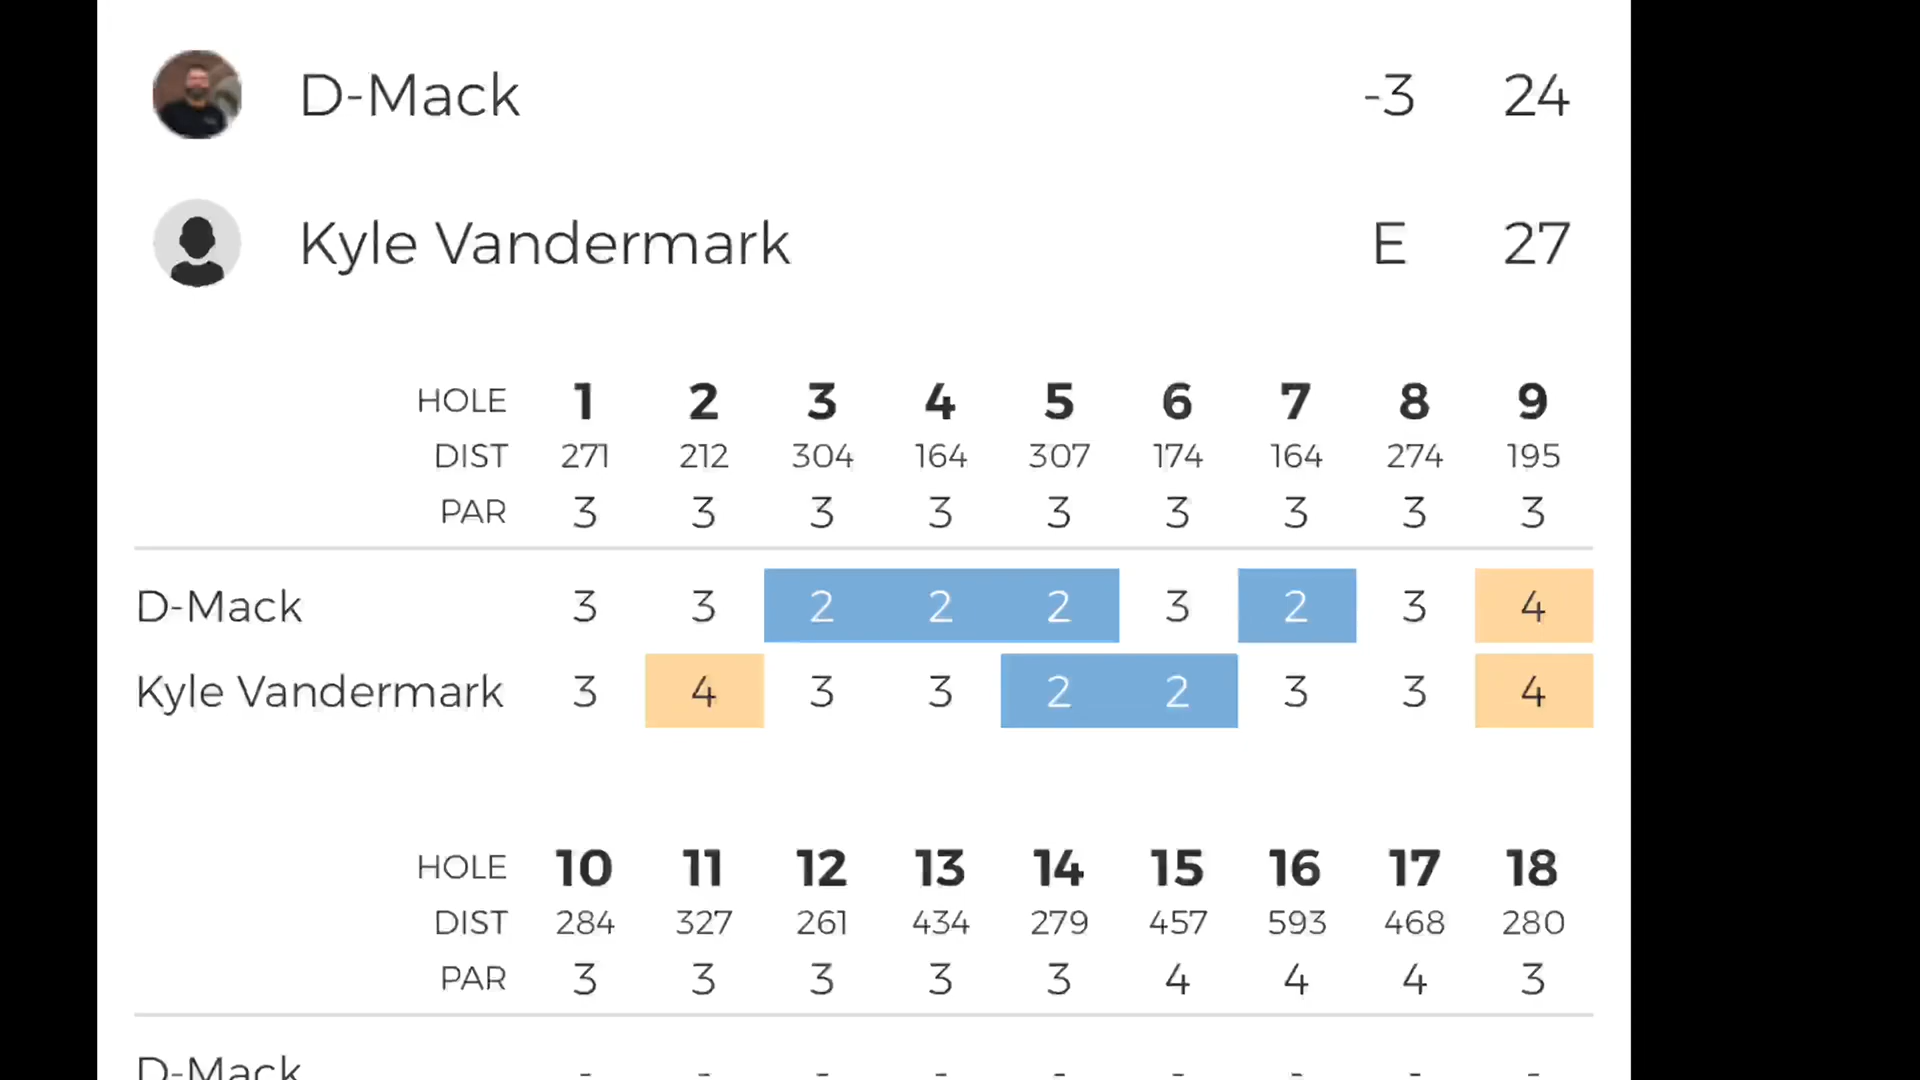 D-Mack -3 24
Kyle Vandermark E 27
HOLE 1 2 3 4 5 6 7 8 9
DIST 271 212 304 164 307 174 164 274 195
PAR 3 3 3 3 3 3 3 3 3
D-Mack 3 3 2 2 2 3 2 3 4
Kyle Vandermark 3 4 3 3 2 2 3 3 4
HOLE 10 11 12 13 14 15 16 17 18
DIST 284 327 261 434 279 457 593 468 280
PAR 3 3 3 3 3 4 4 4 3
D-Mack - - - - - - - - -